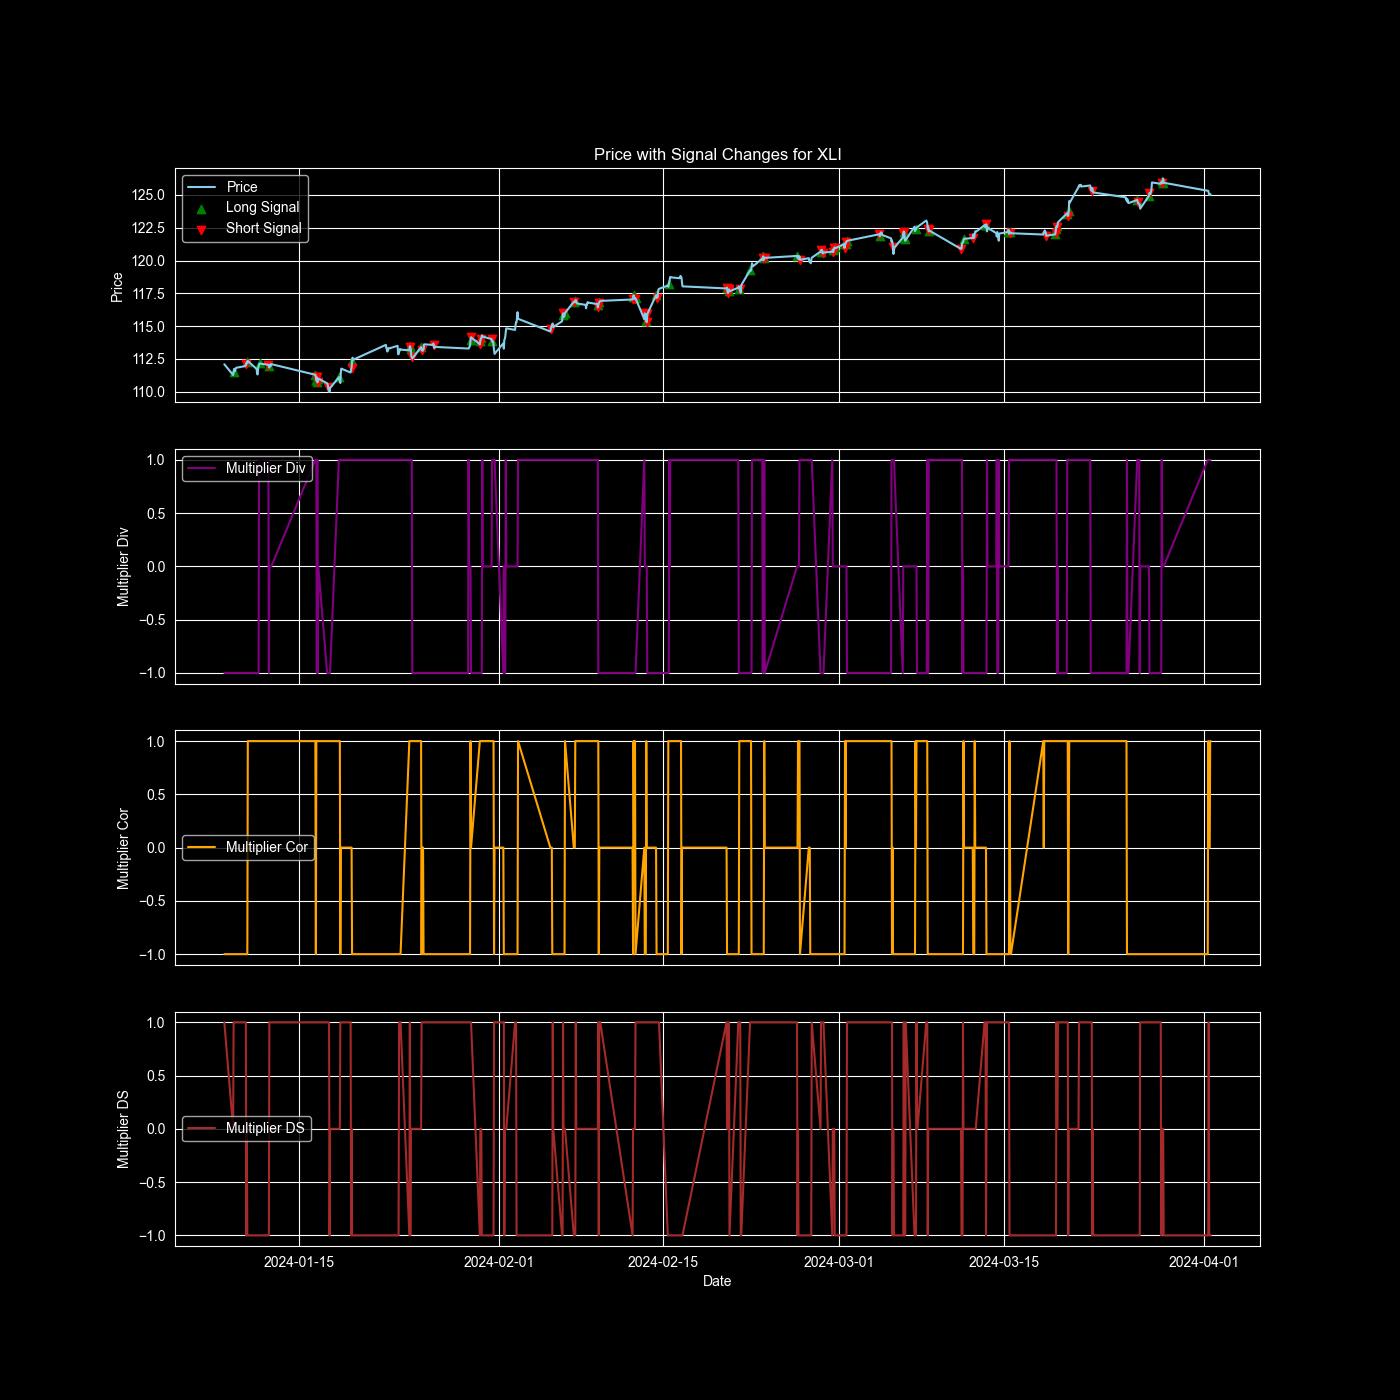 Price with Signal Changes for XLI
Price
125.0
122.5
120.0
117.5
115.0
112.5
110.0
Price
Long Signal
Short Signal
Multiplier Div
1.0
0.5
0.0
−0.5
−1.0
Multiplier Div
Multiplier Cor
1.0
0.5
0.0
−0.5
−1.0
Multiplier Cor
Multiplier DS
1.0
0.5
0.0
−0.5
−1.0
Multiplier DS
2024-01-15 2024-02-01 2024-02-15 2024-03-01 2024-03-15 2024-04-01
Date